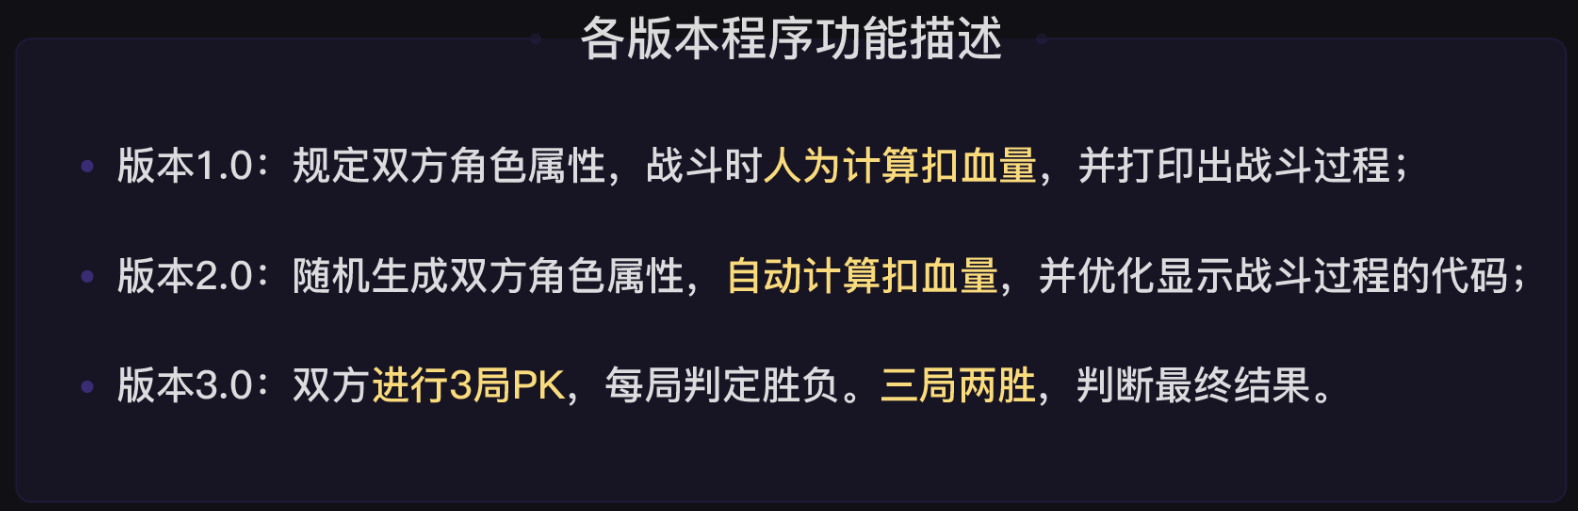 各版本程序功能描述
版本1.0：规定双方角色属性，战斗时人为计算扣血量，并打印出战斗过程；
版本2.0：随机生成双方角色属性，自动计算扣血量，并优化显示战斗过程的代码；
版本3.0：双方进行3局PK，每局判定胜负。三局两胜，判断最终结果。